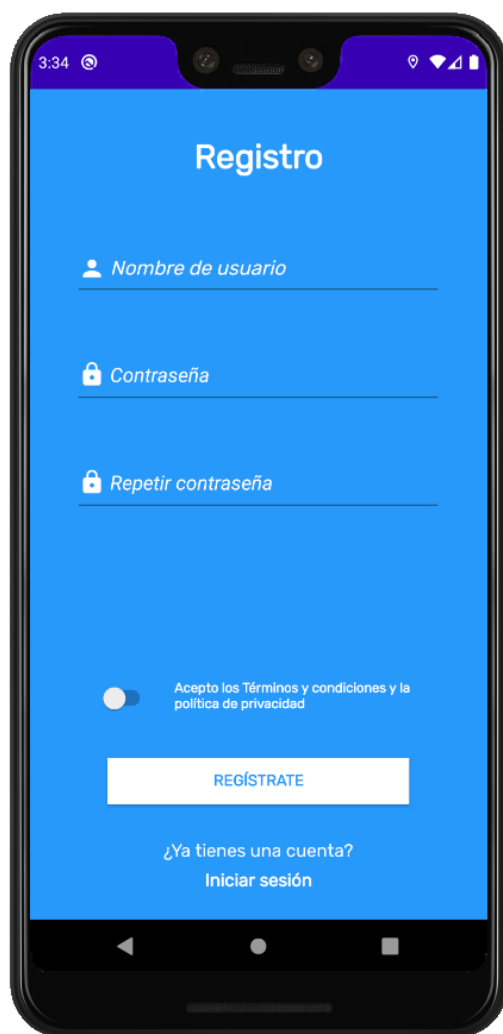 3:34
Registro
Nombre de usuario
Contraseña
Repetir contraseña
Acepto los Términos y condiciones y la
política de privacidad
REGÍSTRATE
¿Ya tienes una cuenta?
Iniciar sesión